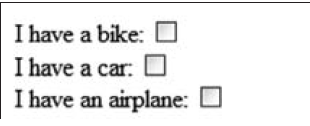 I have a bike:
I have a car:
I have an airplane: